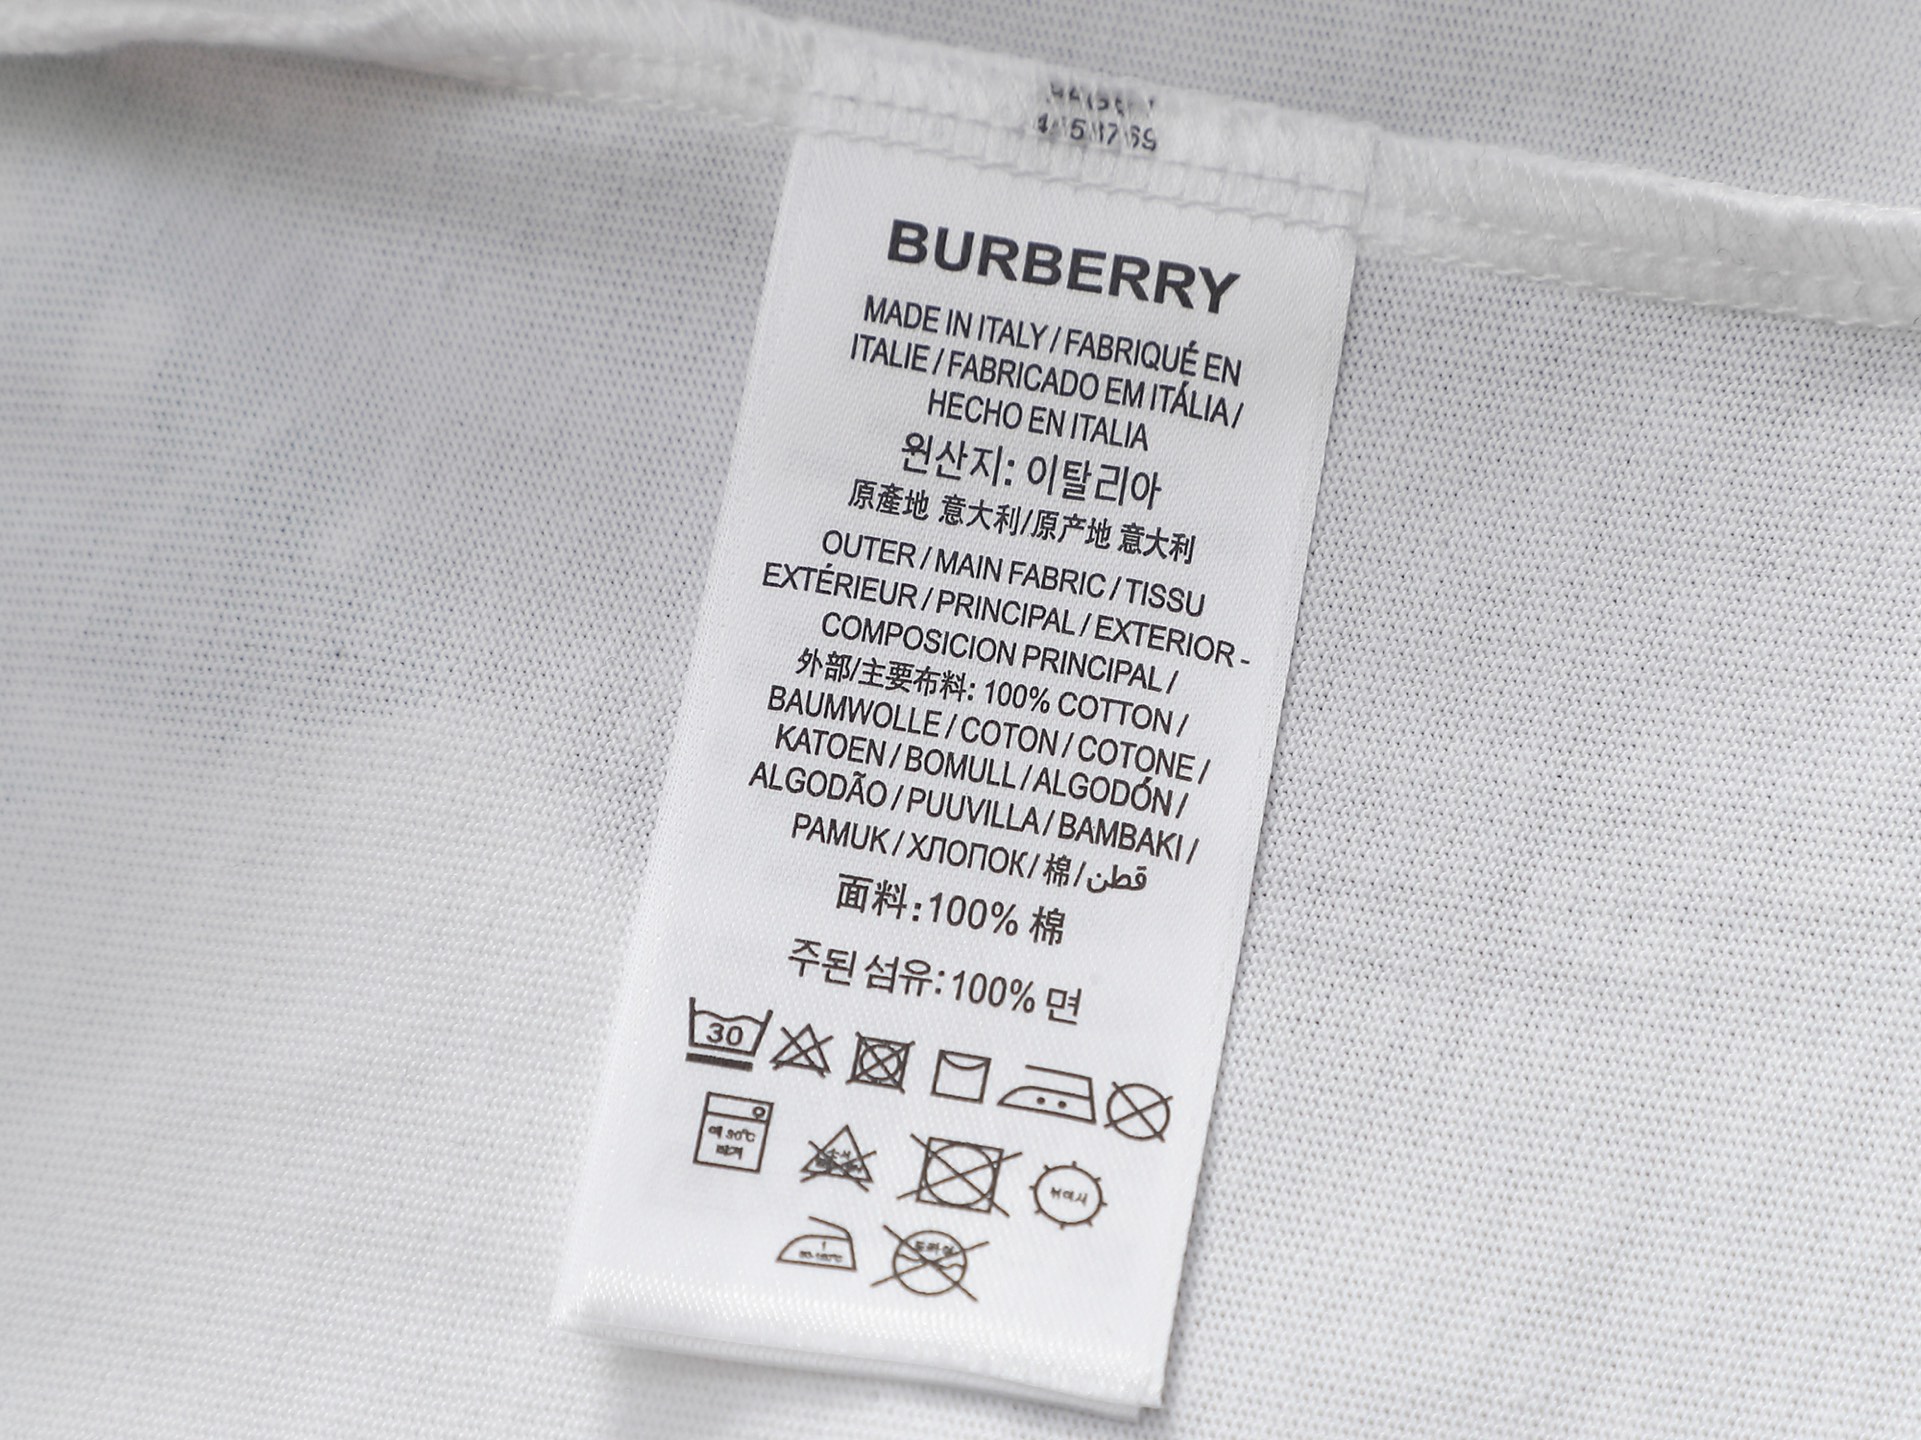 BURBERRY
MADE IN ITALY / FABRIQUÉ EN
ITALIE / FABRICADO EM ITÁLIA /
HECHO EN ITALIA
원산지: 이탈리아
原產地 意大利/原产地 意大利
OUTER / MAIN FABRIC / TISSU
EXTÉRIEUR / PRINCIPAL / EXTERIOR -
COMPOSICION PRINCIPAL /
外部/主要布料: 100% COTTON /
BAUMWOLLE / COTON / COTONE /
KATOEN / BOMULL / ALGODÓN /
ALGODÃO / PUUVILLA / BAMBAKI /
PAMUK / ХЛОПОК / 棉 / قطن
面料:100% 棉
주된 섬유:100% 면
30